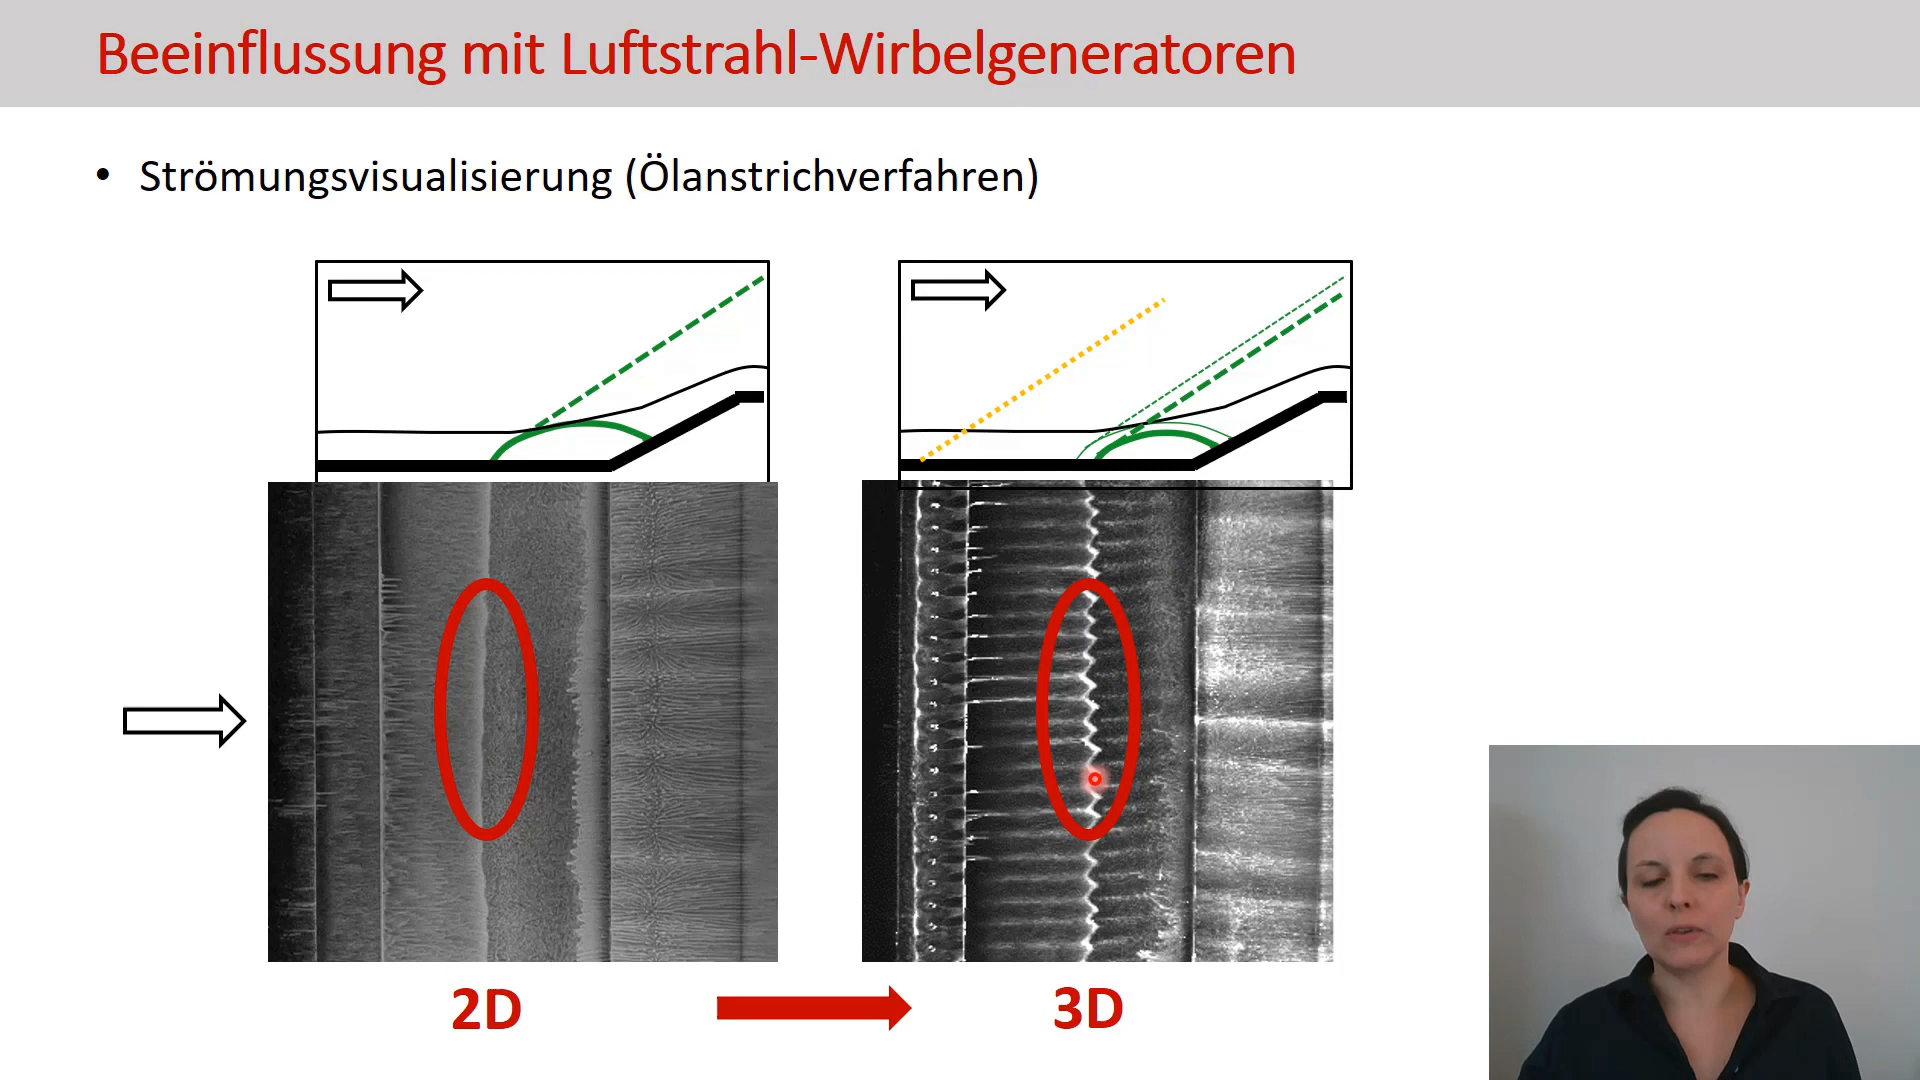 Beeinflussung mit Luftstrahl-Wirbelgeneratoren
• Strömungsvisualisierung (Ölanstrichverfahren)
2D
3D